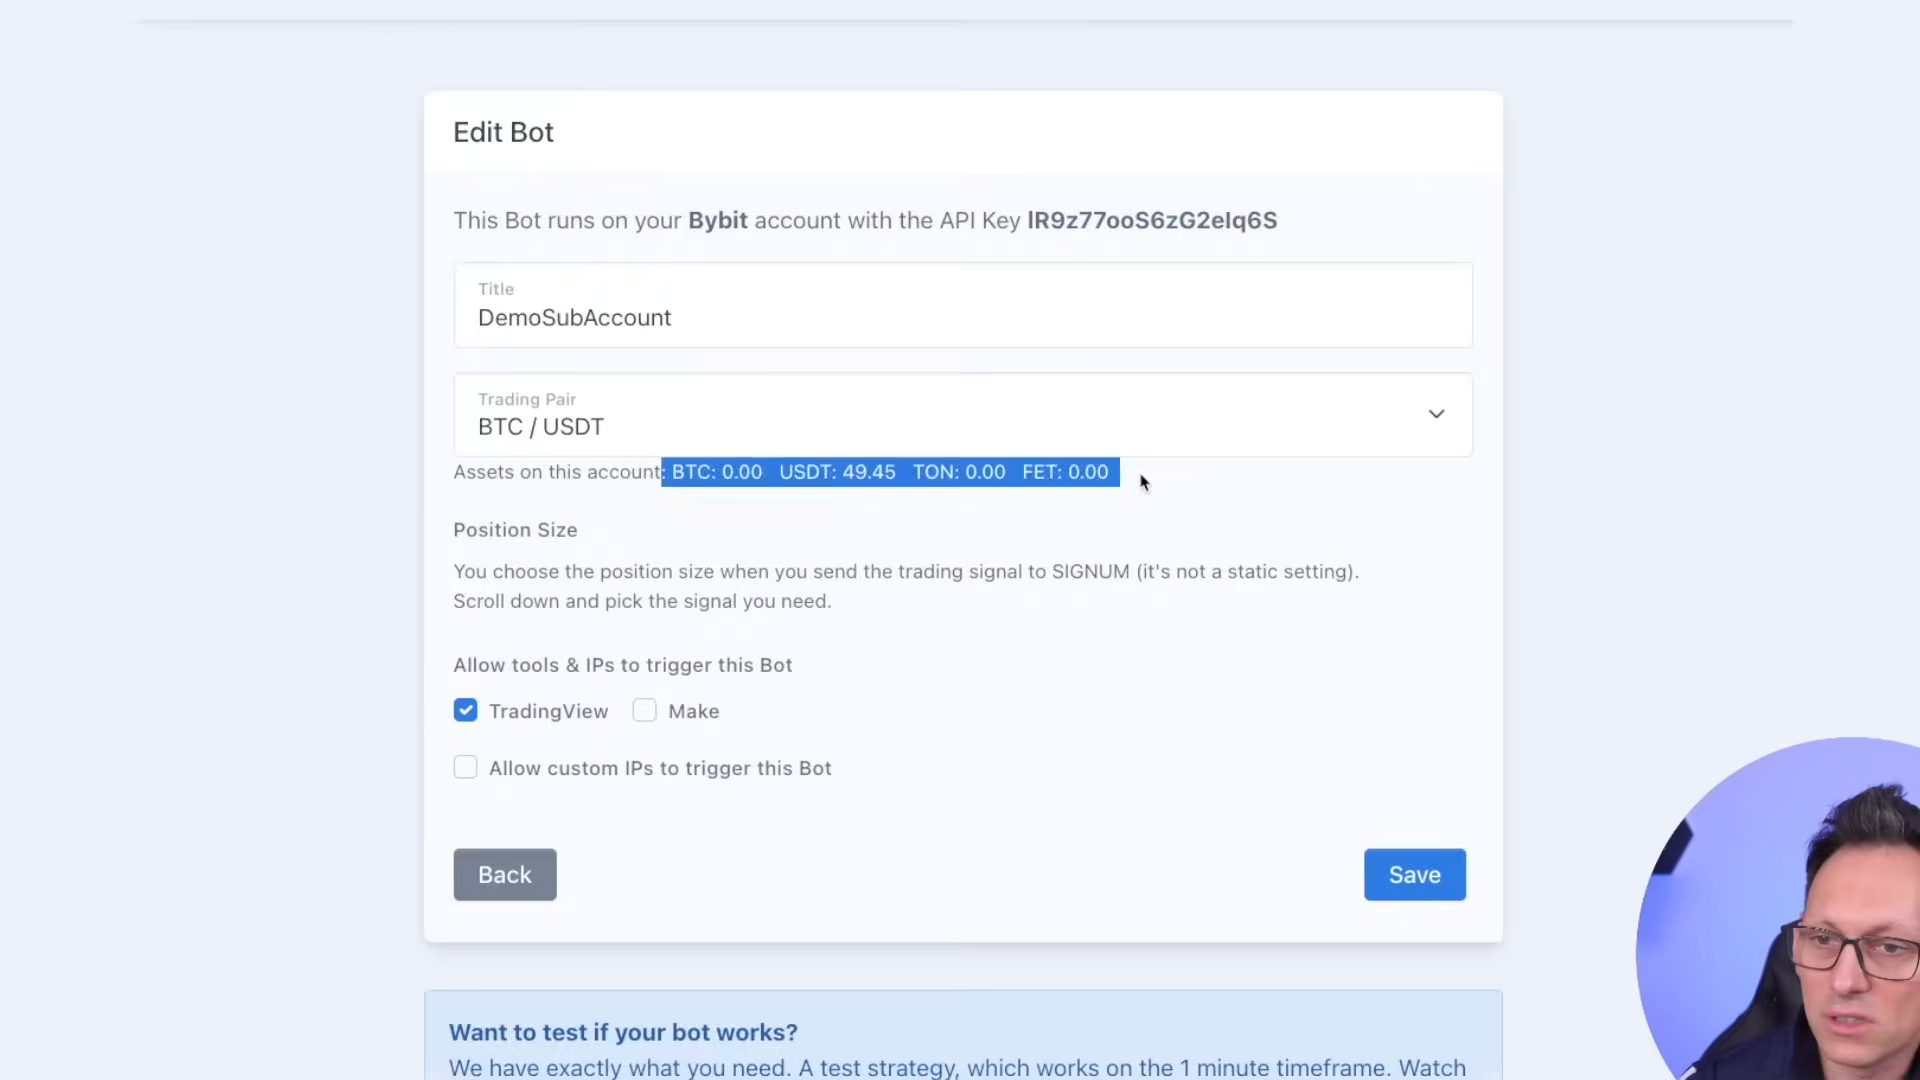 Edit Bot
This Bot runs on your Bybit account with the API Key lR9z77ooS6zG2elq6S
Title
DemoSubAccount
Trading Pair
BTC / USDT
Assets on this account: BTC: 0.00 USDT: 49.45 TON: 0.00 FET: 0.00
Position Size
You choose the position size when you send the trading signal to SIGNUM (it's not a static setting).
Scroll down and pick the signal you need.
Allow tools & IPs to trigger this Bot
TradingView Make
Allow custom IPs to trigger this Bot
Back Save
Want to test if your bot works?
We have exactly what you need. A test strategy, which works on the 1 minute timeframe. Watch